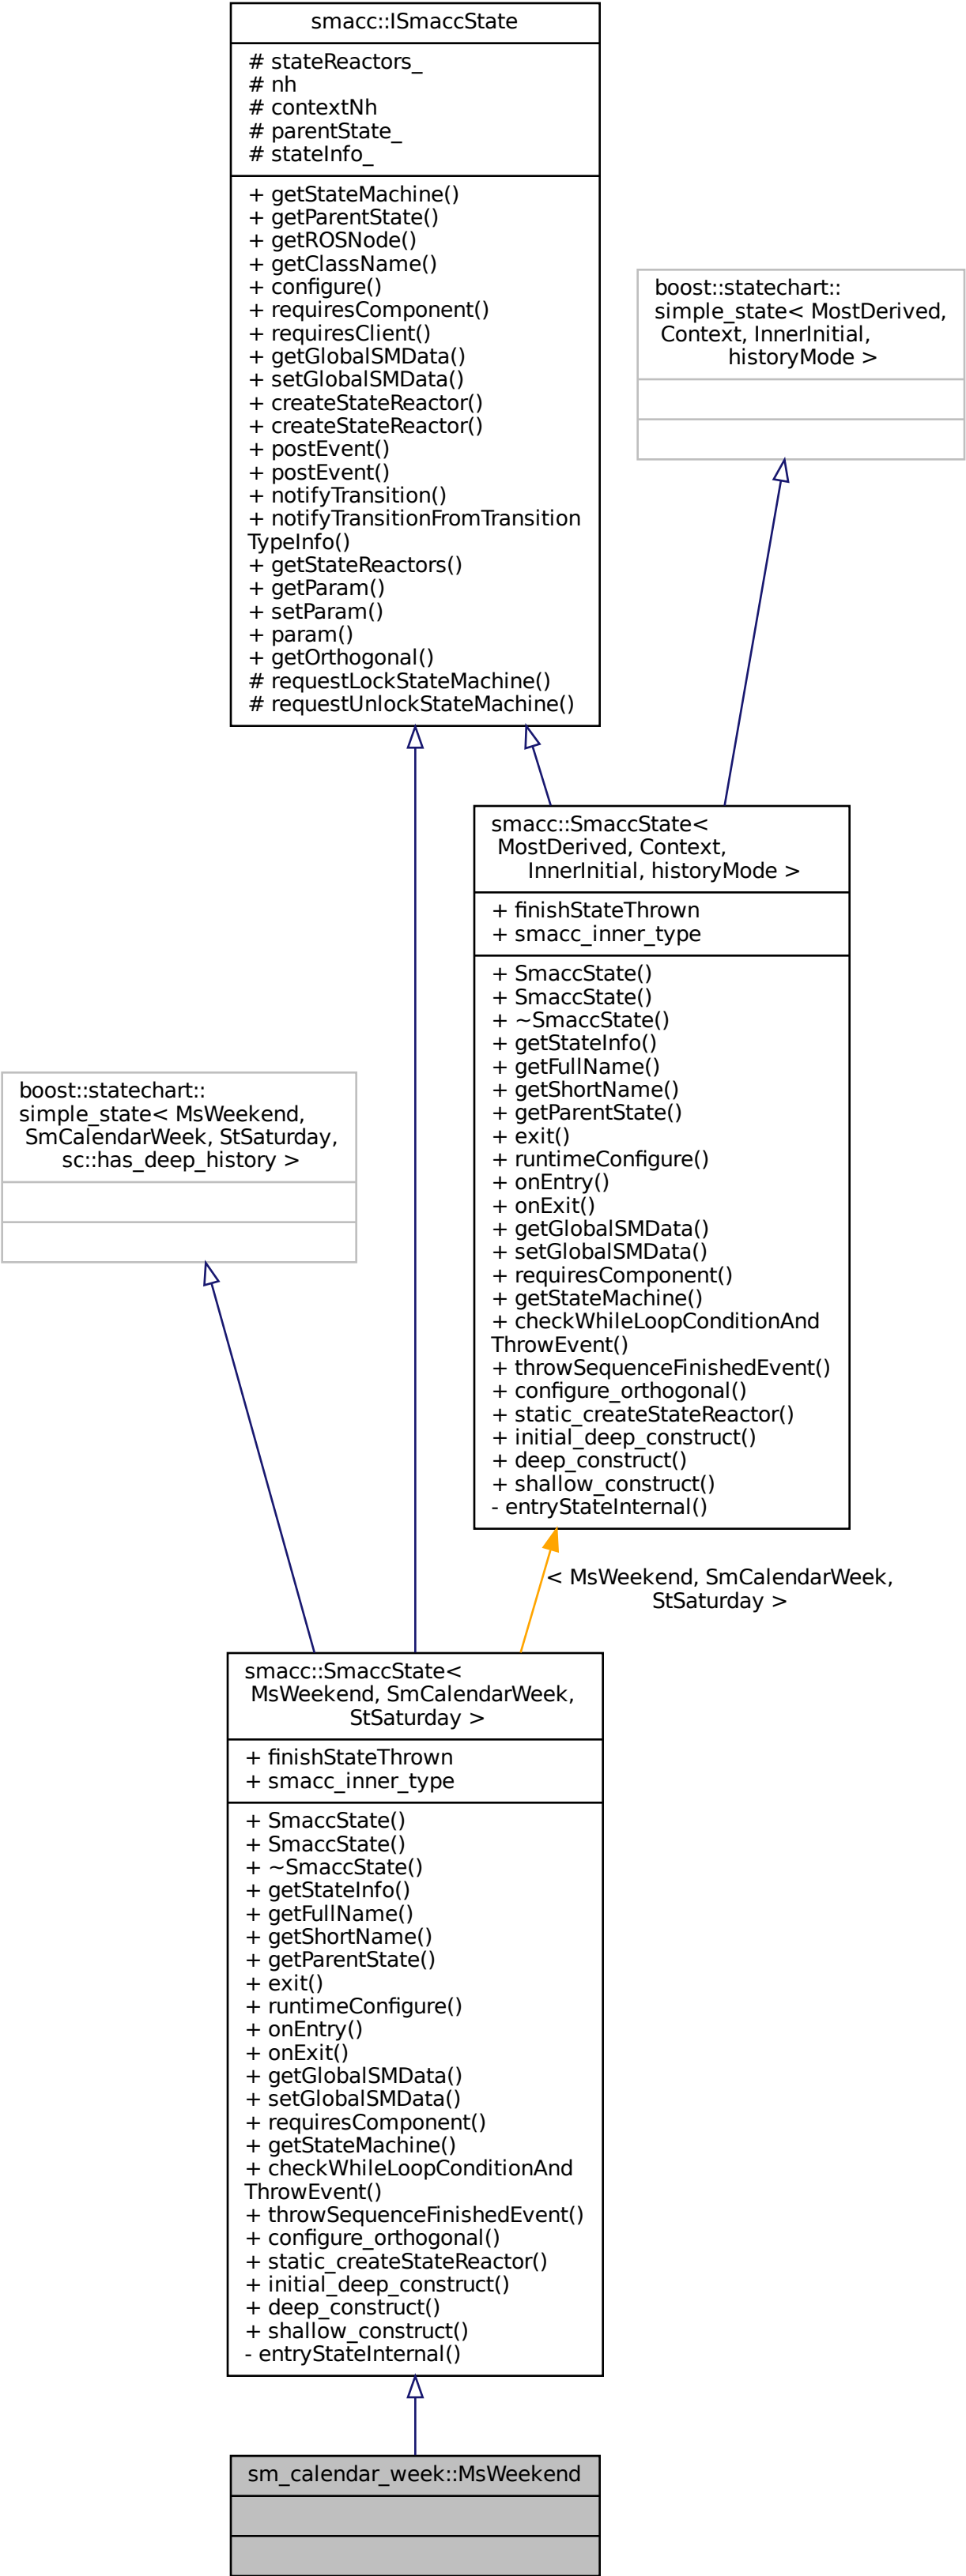 smacc::ISmaccState
# stateReactors_
# nh
# contextNh
# parentState_
# stateInfo_
+ getStateMachine()
+ getParentState()
+ getROSNode()
+ getClassName()
+ configure()
+ requiresComponent()
+ requiresClient()
+ getGlobalSMData()
+ setGlobalSMData()
+ createStateReactor()
+ createStateReactor()
+ postEvent()
+ postEvent()
+ notifyTransition()
+ notifyTransitionFromTransition
TypeInfo()
+ getStateReactors()
+ getParam()
+ setParam()
+ param()
+ getOrthogonal()
# requestLockStateMachine()
# requestUnlockStateMachine()
boost::statechart::
simple_state< MostDerived,
Context, InnerInitial,
historyMode >
smacc::SmaccState<
MostDerived, Context,
InnerInitial, historyMode >
+ finishStateThrown
+ smacc_inner_type
+ SmaccState()
+ SmaccState()
+ ~SmaccState()
+ getStateInfo()
+ getFullName()
+ getShortName()
+ getParentState()
+ exit()
+ runtimeConfigure()
+ onEntry()
+ onExit()
+ getGlobalSMData()
+ setGlobalSMData()
+ requiresComponent()
+ getStateMachine()
+ checkWhileLoopConditionAnd
ThrowEvent()
+ throwSequenceFinishedEvent()
+ configure_orthogonal()
+ static_createStateReactor()
+ initial_deep_construct()
+ deep_construct()
+ shallow_construct()
- entryStateInternal()
boost::statechart::
simple_state< MsWeekend,
SmCalendarWeek, StSaturday,
sc::has_deep_history >
< MsWeekend, SmCalendarWeek,
StSaturday >
smacc::SmaccState<
MsWeekend, SmCalendarWeek,
StSaturday >
+ finishStateThrown
+ smacc_inner_type
+ SmaccState()
+ SmaccState()
+ ~SmaccState()
+ getStateInfo()
+ getFullName()
+ getShortName()
+ getParentState()
+ exit()
+ runtimeConfigure()
+ onEntry()
+ onExit()
+ getGlobalSMData()
+ setGlobalSMData()
+ requiresComponent()
+ getStateMachine()
+ checkWhileLoopConditionAnd
ThrowEvent()
+ throwSequenceFinishedEvent()
+ configure_orthogonal()
+ static_createStateReactor()
+ initial_deep_construct()
+ deep_construct()
+ shallow_construct()
- entryStateInternal()
sm_calendar_week::MsWeekend